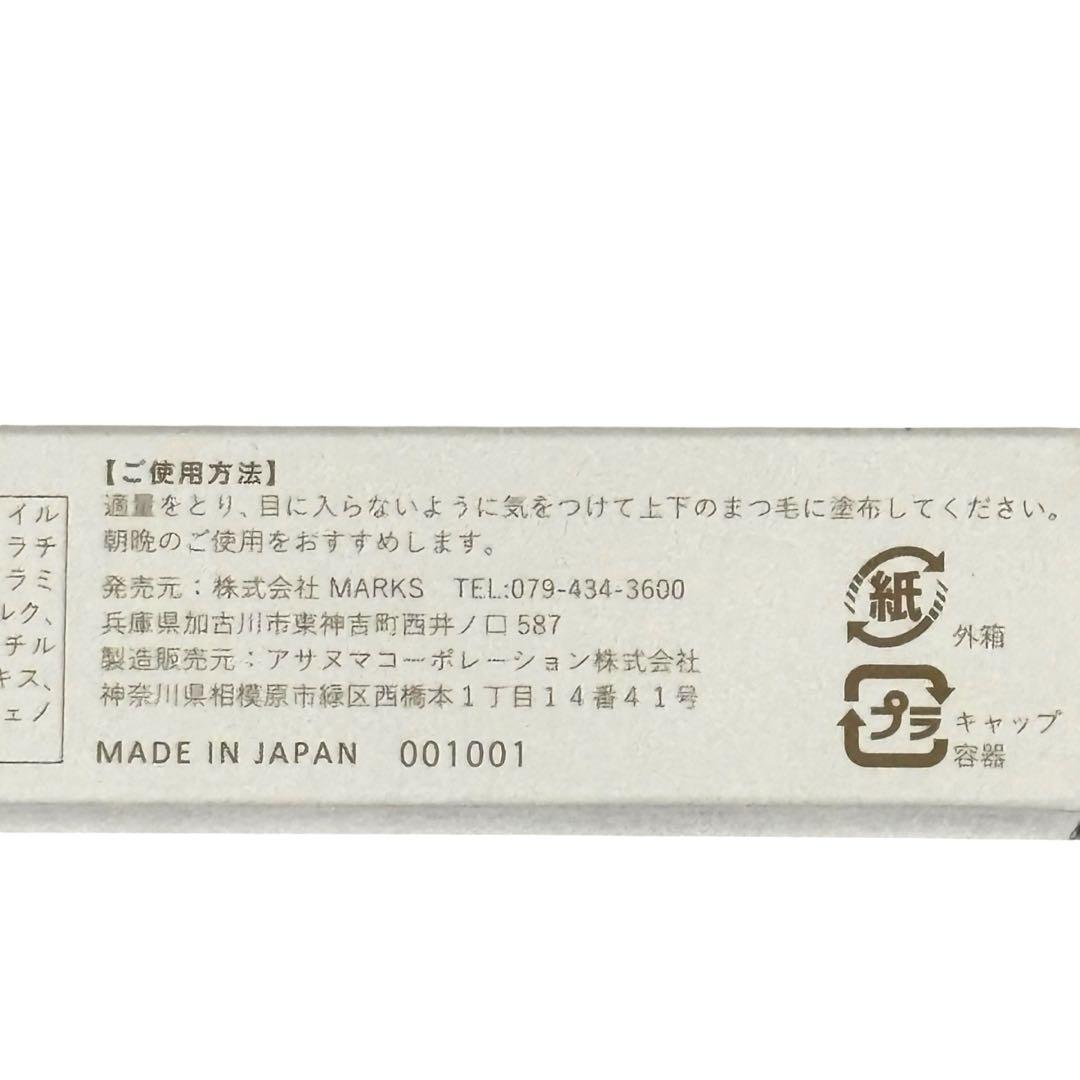 【ご使用方法】
適量をとり、目に入らないように気をつけて上下のまつ毛に塗布してください。
朝晩のご使用をおすすめします。
発売元：株式会社 MARKS　TEL:079-434-3600
兵庫県加古川市東神吉町西井ノ口 587
製造販売元：アサヌマコーポレーション株式会社
神奈川県相模原市緑区西橋本１丁目１４番４１号
MADE IN JAPAN　001001
イル
ラチ
ラミ
ルク、
チル
キス、
ェノ
紙
外箱
プラ
キャップ
容器